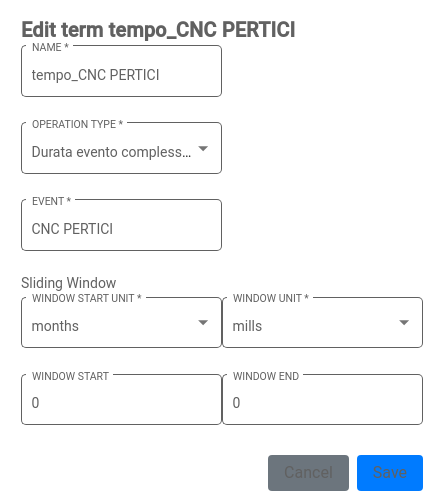 Edit term tempo_CNC PERTICI
NAME *
tempo_CNC PERTICI
OPERATION TYPE *
Durata evento compless...
EVENT *
CNC PERTICI
Sliding Window
WINDOW START UNIT * WINDOW UNIT *
months mills
WINDOW START WINDOW END
0 0
Cancel Save